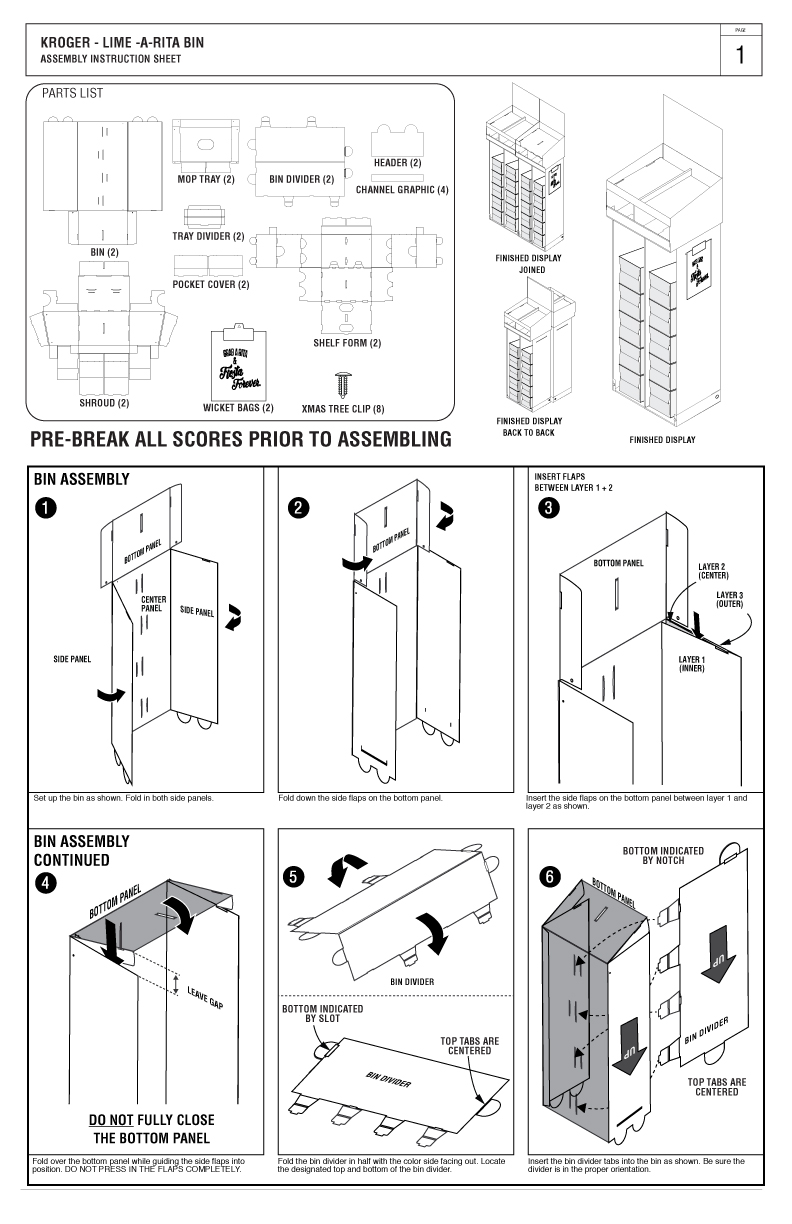 KROGER - LIME -A-RITA BIN
ASSEMBLY INSTRUCTION SHEET
PAGE
1
PARTS LIST
BIN (2)
MOP TRAY (2)
BIN DIVIDER (2)
HEADER (2)
CHANNEL GRAPHIC (4)
TRAY DIVIDER (2)
POCKET COVER (2)
SHELF FORM (2)
SHROUD (2)
GRAB A RITA
&
Fiesta
Forever
WICKET BAGS (2)
XMAS TREE CLIP (8)
FINISHED DISPLAY
JOINED
FINISHED DISPLAY
BACK TO BACK
FINISHED DISPLAY
PRE-BREAK ALL SCORES PRIOR TO ASSEMBLING
BIN ASSEMBLY
1
BOTTOM PANEL
CENTER
PANEL
SIDE PANEL
SIDE PANEL
Set up the bin as shown. Fold in both side panels.
2
BOTTOM PANEL
Fold down the side flaps on the bottom panel.
INSERT FLAPS
BETWEEN LAYER 1 + 2
3
BOTTOM PANEL
LAYER 2
(CENTER)
LAYER 3
(OUTER)
LAYER 1
(INNER)
Insert the side flaps on the bottom panel between layer 1 and
layer 2 as shown.
BIN ASSEMBLY
CONTINUED
4
BOTTOM PANEL
LEAVE GAP
DO NOT FULLY CLOSE
THE BOTTOM PANEL
Fold over the bottom panel while guiding the side flaps into
position. DO NOT PRESS IN THE FLAPS COMPLETELY.
5
BIN DIVIDER
BOTTOM INDICATED
BY SLOT
TOP TABS ARE
CENTERED
BIN DIVIDER
Fold the bin divider in half with the color side facing out. Locate
the designated top and bottom of the bin divider.
6
BOTTOM INDICATED
BY NOTCH
BOTTOM PANEL
UP
UP
BIN DIVIDER
TOP TABS ARE
CENTERED
Insert the bin divider tabs into the bin as shown. Be sure the
divider is in the proper orientation.